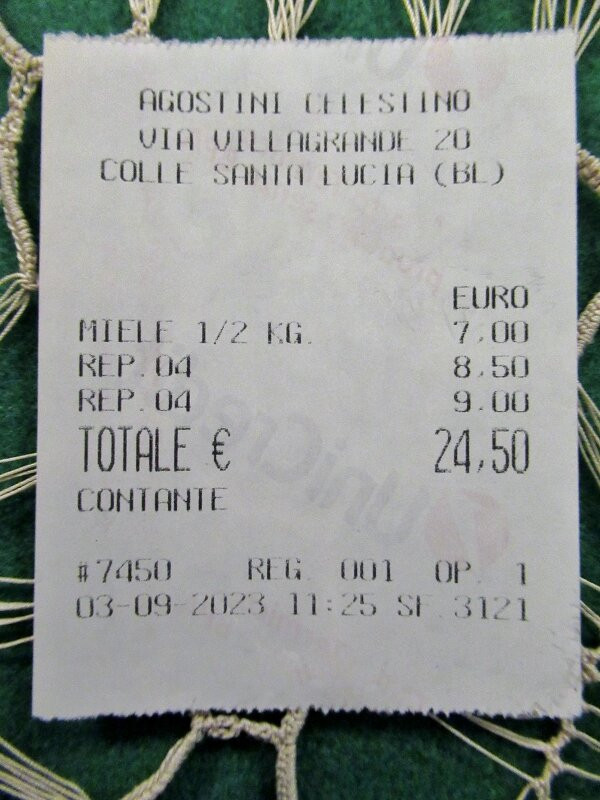 AGOSTINI CELESTINO
VIA VILLAGRANDE 20
COLLE SANTA LUCIA (BL)
EURO
MIELE 1/2 KG. 7,00
REP.04 8,50
REP.04 9,00
TOTALE € 24,50
CONTANTE
#7450 REG. 001 OP. 1
03-09-2023 11:25 SF.3121